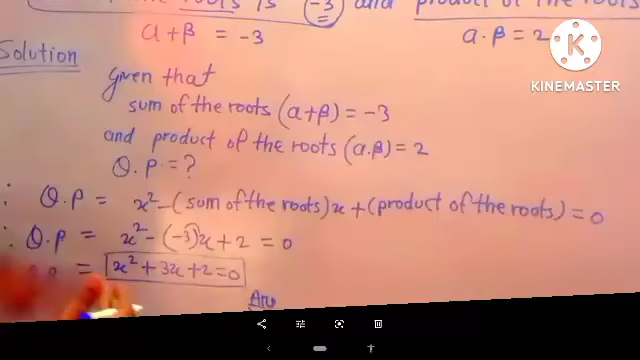 roots is -3 and product of the roots
α+β = -3
α.β = 2
KINEMASTER
Solution
Given that
sum of the roots (α+β) = -3
and product of the roots (α.β) = 2
Q.P = ?
∴ Q.P = x² - (sum of the roots)x + (product of the roots) = 0
∴ Q.P = x² - (-3)x + 2 = 0
= x² + 3x + 2 = 0
Ans